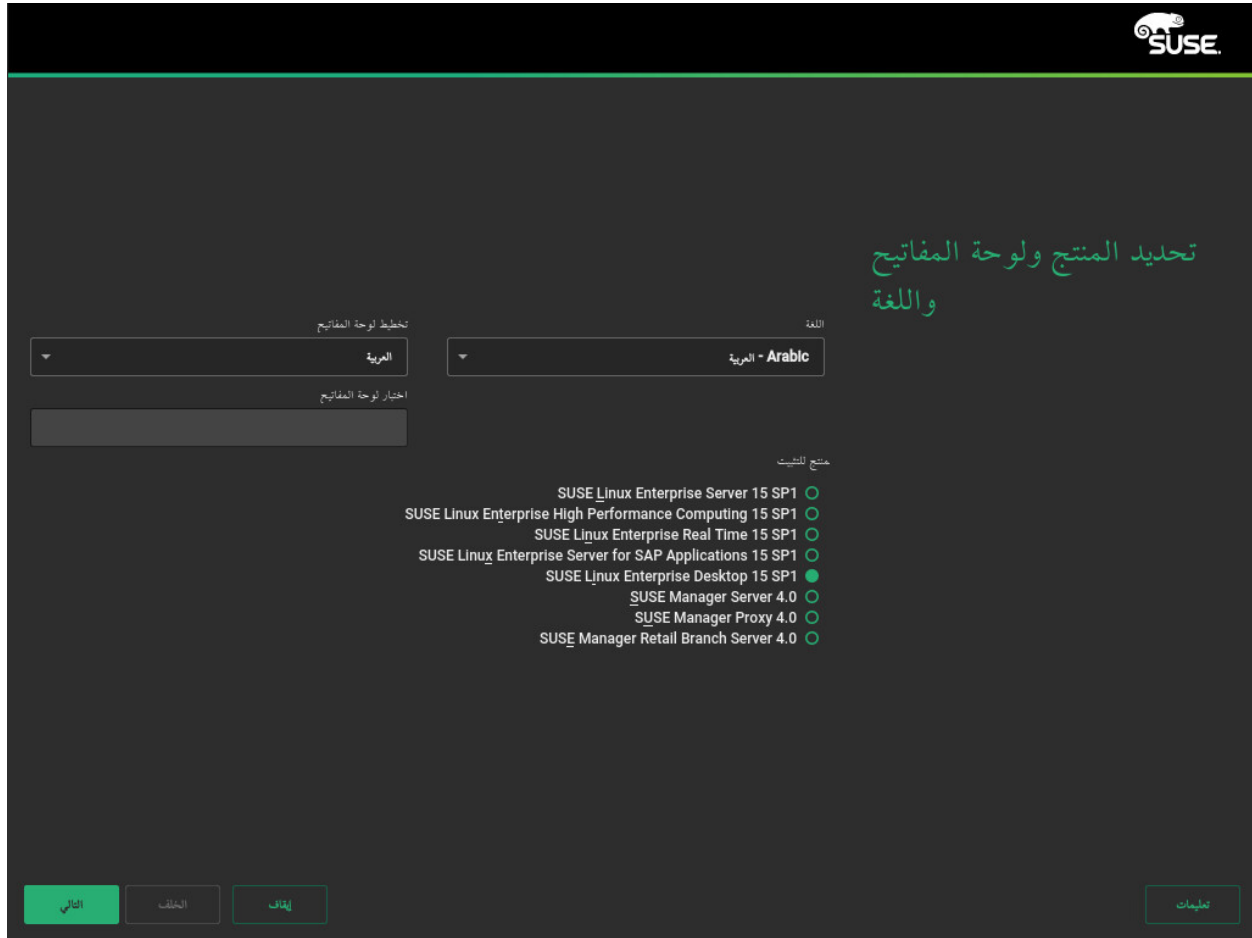 SUSE.
تحديد المنتج ولوحة المفاتيح
واللغة
اللغة
العربية - Arabic
تخطيط لوحة المفاتيح
العربية
اختبار لوحة المفاتيح
منتج للتثبيت
SUSE Linux Enterprise Server 15 SP1
SUSE Linux Enterprise High Performance Computing 15 SP1
SUSE Linux Enterprise Real Time 15 SP1
SUSE Linux Enterprise Server for SAP Applications 15 SP1
SUSE Linux Enterprise Desktop 15 SP1
SUSE Manager Server 4.0
SUSE Manager Proxy 4.0
SUSE Manager Retail Branch Server 4.0
تعليمات
إيقاف
الخلف
التالي